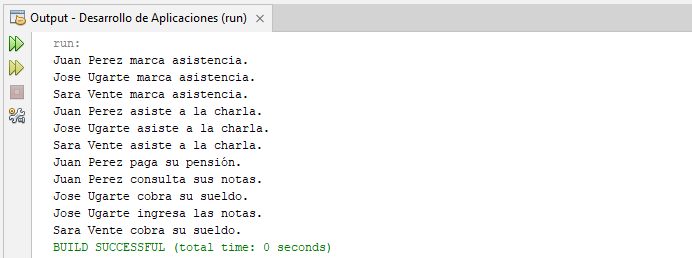 Output - Desarrollo de Aplicaciones (run)
run:
Juan Perez marca asistencia.
Jose Ugarte marca asistencia.
Sara Vente marca asistencia.
Juan Perez asiste a la charla.
Jose Ugarte asiste a la charla.
Sara Vente asiste a la charla.
Juan Perez paga su pensión.
Juan Perez consulta sus notas.
Jose Ugarte cobra su sueldo.
Jose Ugarte ingresa las notas.
Sara Vente cobra su sueldo.
BUILD SUCCESSFUL (total time: 0 seconds)